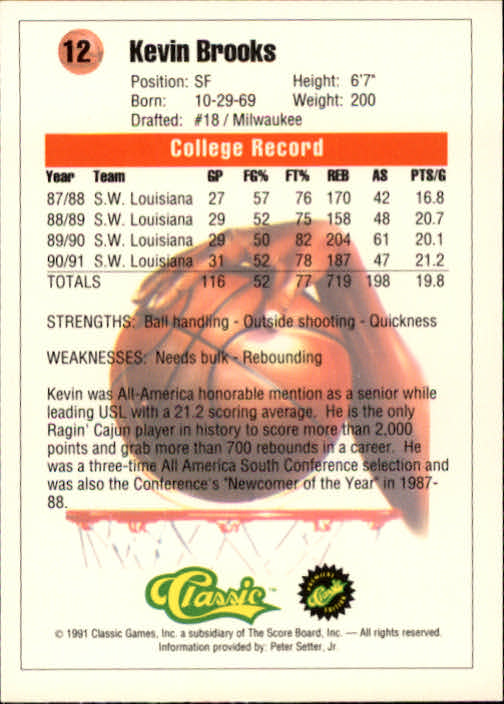 12 Kevin Brooks
Position: SF Height: 6'7"
Born: 10-29-69 Weight: 200
Drafted: #18 / Milwaukee
College Record
Year Team GP FG% FT% REB AS PTS/G
87/88 S.W. Louisiana 27 57 76 170 42 16.8
88/89 S.W. Louisiana 29 52 75 158 48 20.7
89/90 S.W. Louisiana 29 50 82 204 61 20.1
90/91 S.W. Louisiana 31 52 78 187 47 21.2
TOTALS 116 52 77 719 198 19.8
STRENGTHS: Ball handling - Outside shooting - Quickness
WEAKNESSES: Needs bulk - Rebounding
Kevin was All-America honorable mention as a senior while
leading USL with a 21.2 scoring average. He is the only
Ragin' Cajun player in history to score more than 2,000
points and grab more than 700 rebounds in a career. He
was a three-time All America South Conference selection and
was also the Conference's "Newcomer of the Year" in 1987-
88.
Classic™
PREMIERE
Classic
EDITION
© 1991 Classic Games, Inc. a subsidiary of The Score Board, Inc. — All rights reserved.
Information provided by: Peter Setter, Jr.